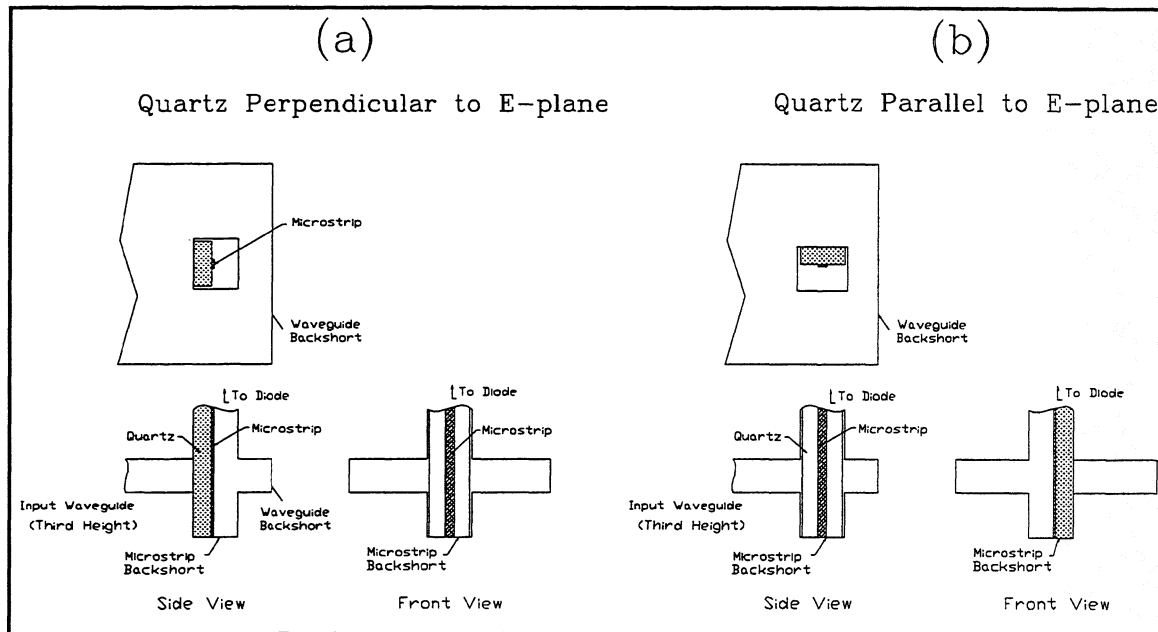 (a)
Quartz Perpendicular to E-plane
Microstrip
Waveguide
Backshort
To Diode
Quartz
Microstrip
Input Waveguide
(Third Height)
Waveguide
Backshort
Microstrip
Backshort
Side View
To Diode
Microstrip
Microstrip
Backshort
Front View
(b)
Quartz Parallel to E-plane
Waveguide
Backshort
To Diode
Quartz
Microstrip
Input Waveguide
(Third Height)
Microstrip
Backshort
Side View
To Diode
Microstrip
Backshort
Front View